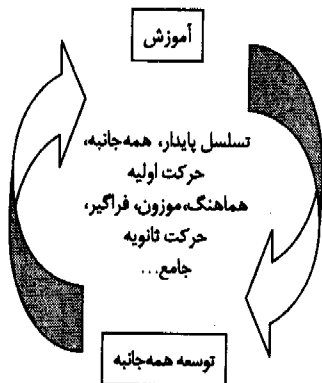 آموزش
تسلسل پایدار، همه‌جانبه،
حرکت اولیه
هماهنگ،موزون، فراگیر،
حرکت ثانویه
جامع...
توسعه همه‌جانبه